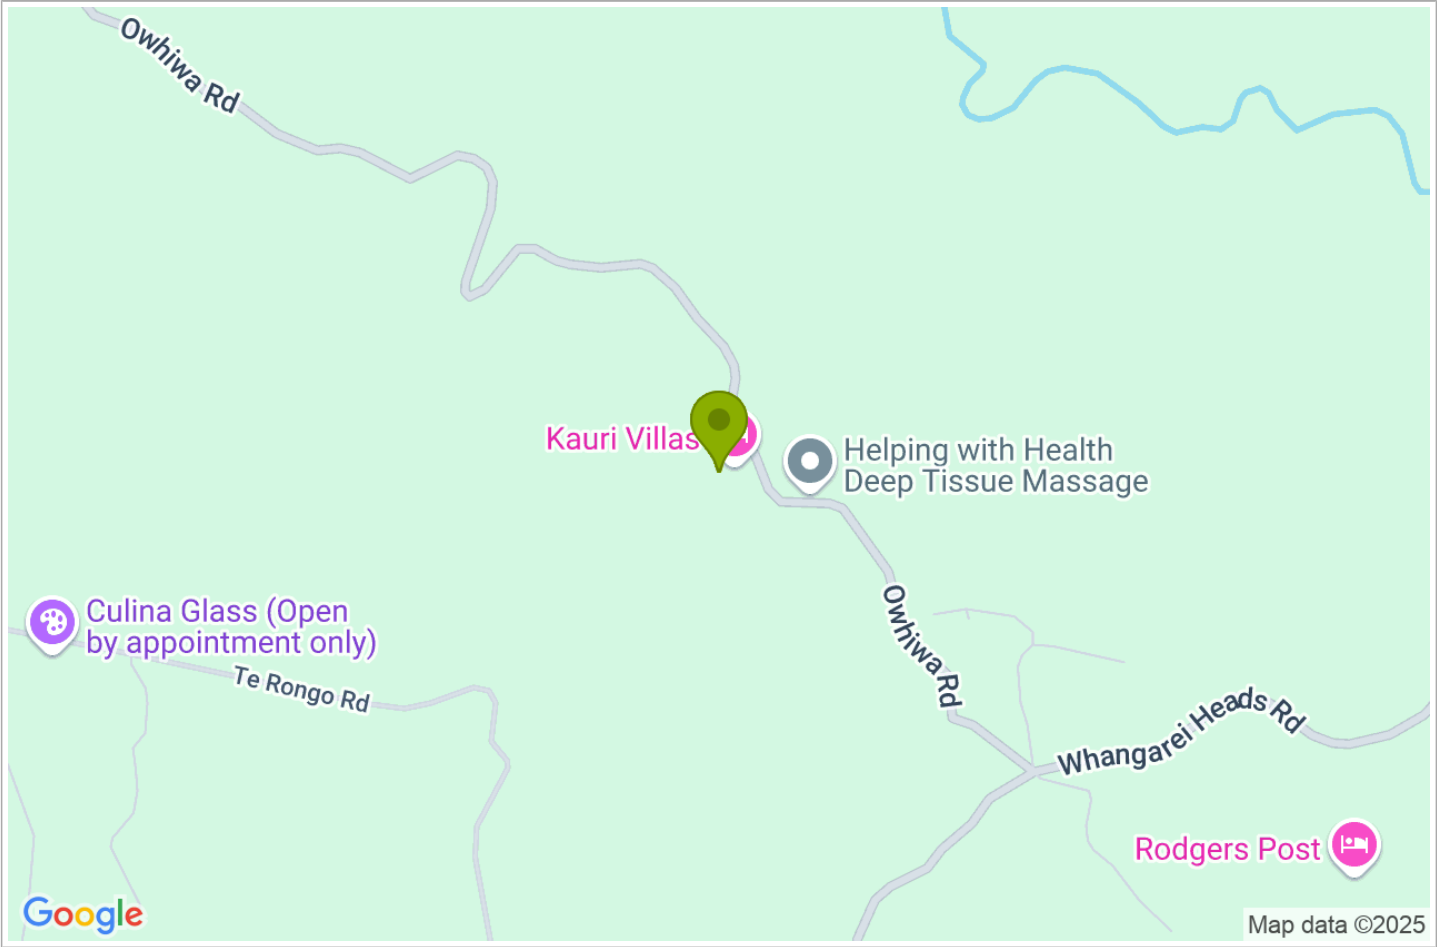 Owhiwa Rd
Kauri Villas
Helping with Health
Deep Tissue Massage
Culina Glass (Open
by appointment only)
Te Rongo Rd
Owhiwa Rd
Whangarei Heads Rd
Rodgers Post
Google
Map data ©2025